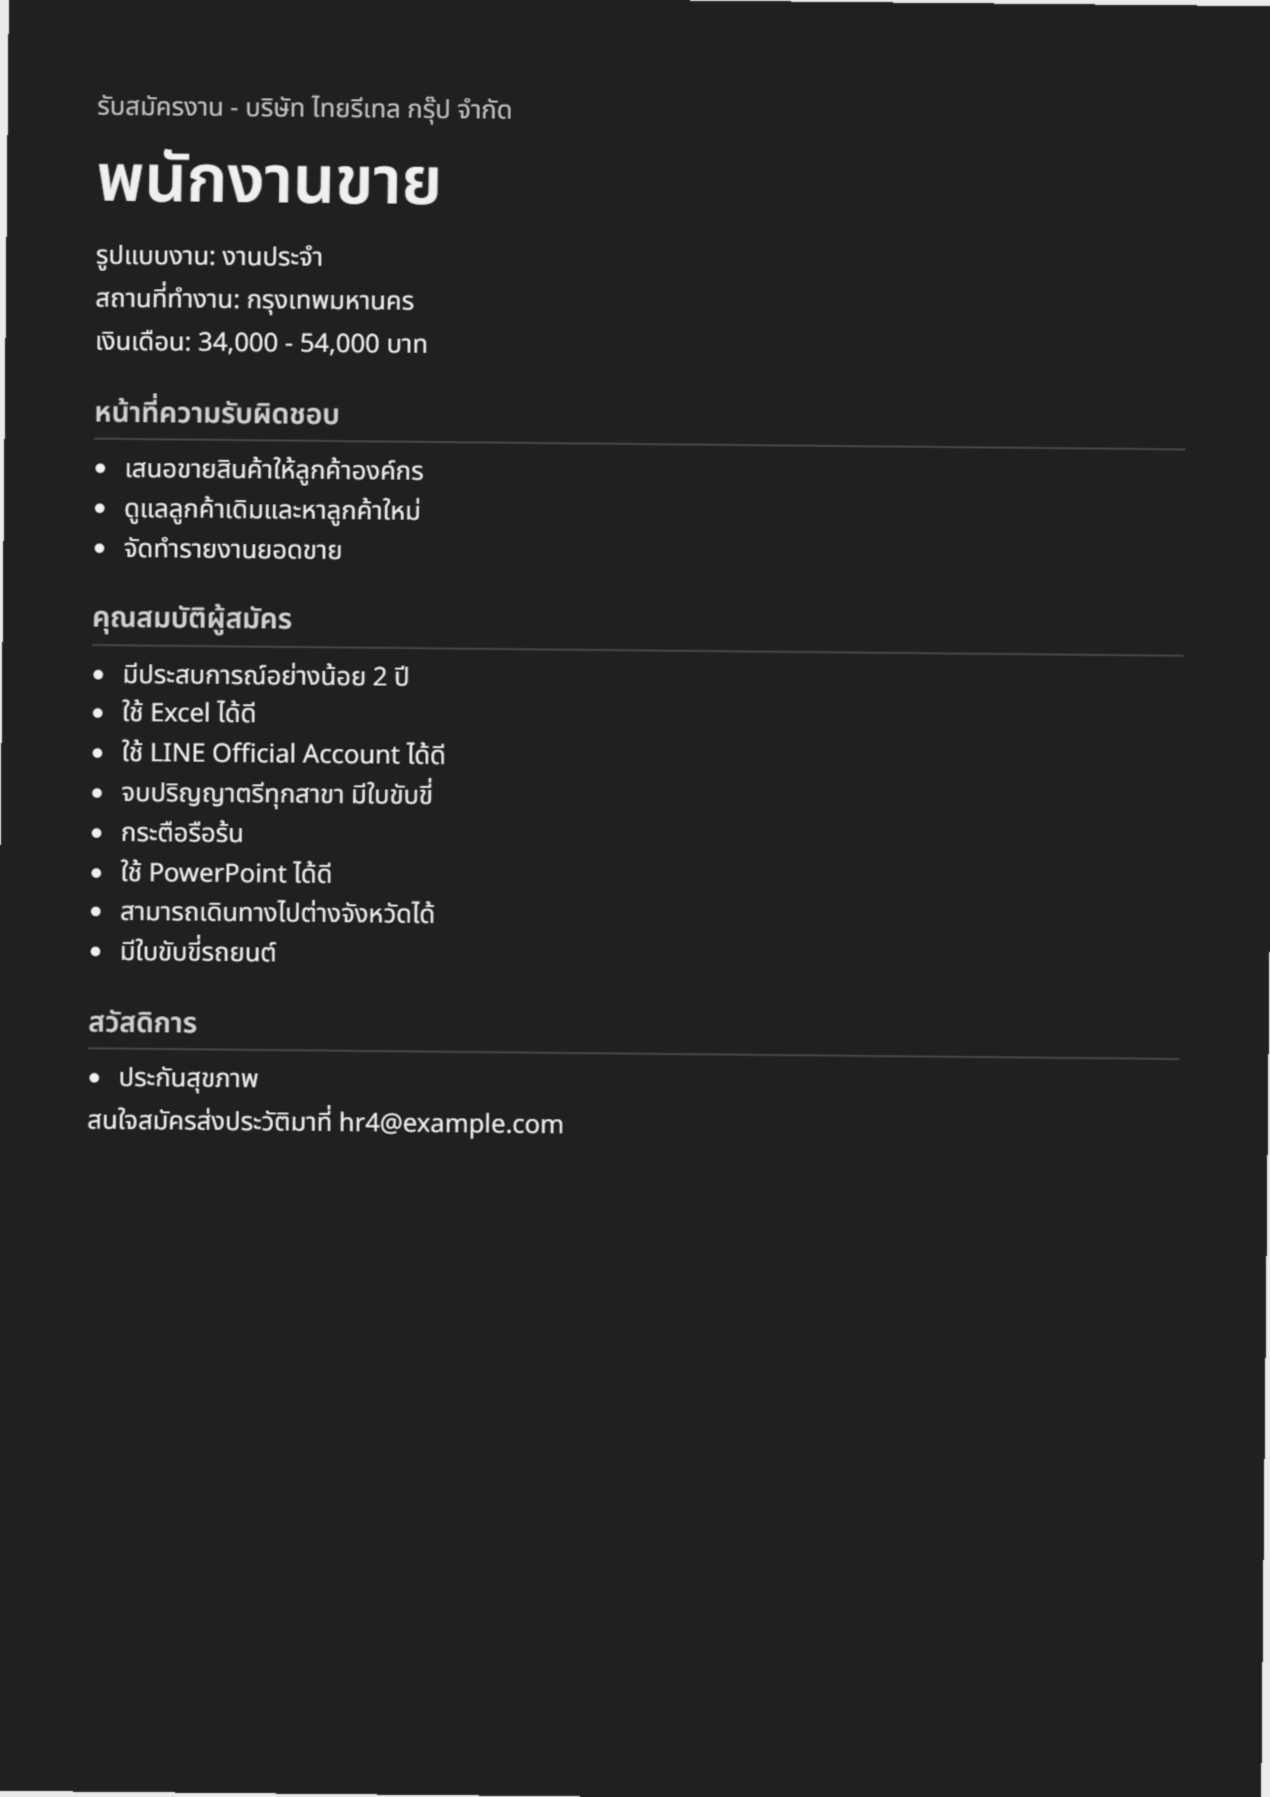 รับสมัครงาน - บริษัท ไทยรีเทล กรุ๊ป จำกัด
พนักงานขาย
รูปแบบงาน: งานประจำ
สถานที่ทำงาน: กรุงเทพมหานคร
เงินเดือน: 34,000 - 54,000 บาท
หน้าที่ความรับผิดชอบ
• เสนอขายสินค้าให้ลูกค้าองค์กร
• ดูแลลูกค้าเดิมและหาลูกค้าใหม่
• จัดทำรายงานยอดขาย
คุณสมบัติผู้สมัคร
• มีประสบการณ์อย่างน้อย 2 ปี
• ใช้ Excel ได้ดี
• ใช้ LINE Official Account ได้ดี
• จบปริญญาตรีทุกสาขา มีใบขับขี่
• กระตือรือร้น
• ใช้ PowerPoint ได้ดี
• สามารถเดินทางไปต่างจังหวัดได้
• มีใบขับขี่รถยนต์
สวัสดิการ
• ประกันสุขภาพ
สนใจสมัครส่งประวัติมาที่ hr4@example.com